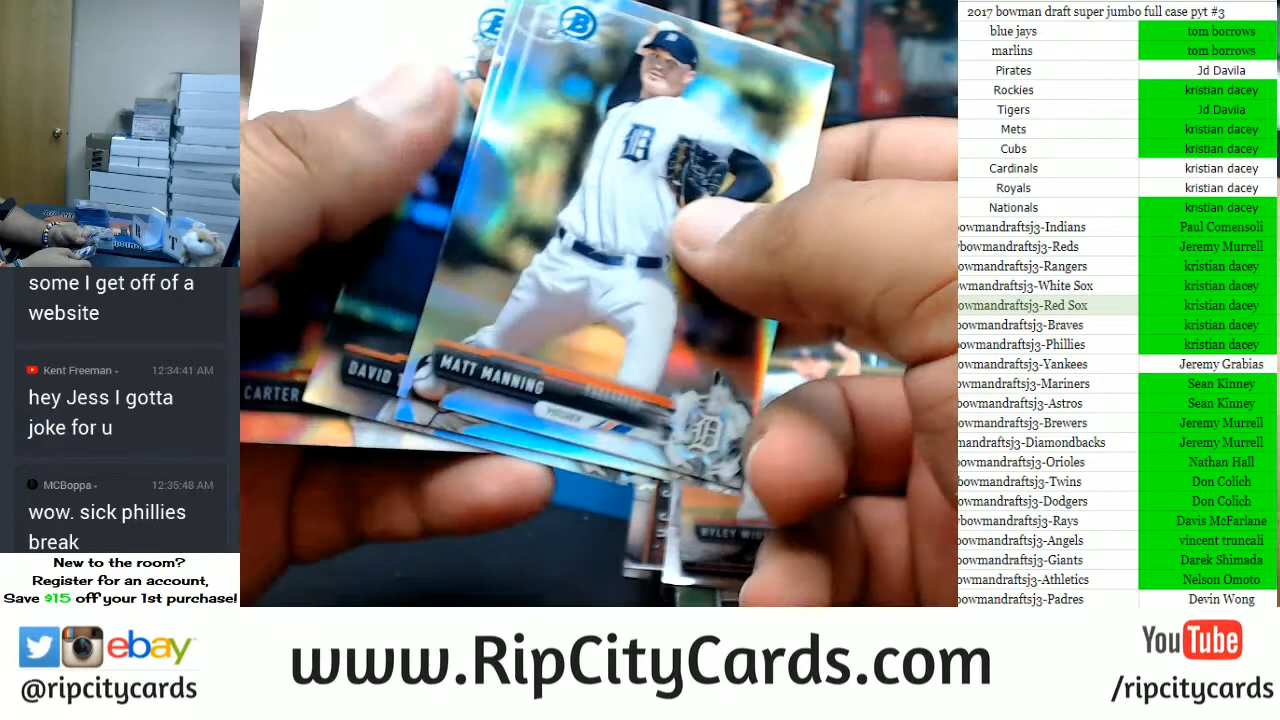 some I get off of a
website
Kent Freeman
12:34:41 AM
hey Jess I gotta
joke for u
MCBoppa
12:35:48 AM
wow. sick phillies
break
New to the room?
Register for an account,
Save $15 off your 1st purchase!
B
D
MATT MANNING
PITCHER
DAVID
CARTER
RYLEY
2017 bowman draft super jumbo full case pyt #3
blue jays tom borrows
marlins tom borrows
Pirates Jd Davila
Rockies kristian dacey
Tigers Jd Davila
Mets kristian dacey
Cubs kristian dacey
Cardinals kristian dacey
Royals kristian dacey
Nationals kristian dacey
bowmandraftsj3-Indians Paul Comensoli
bowmandraftsj3-Reds Jeremy Murrell
owmandraftsj3-Rangers kristian dacey
owmandraftsj3-White Sox kristian dacey
owmandraftsj3-Red Sox kristian dacey
bowmandraftsj3-Braves kristian dacey
bowmandraftsj3-Phillies kristian dacey
owmandraftsj3-Yankees Jeremy Grabias
owmandraftsj3-Mariners Sean Kinney
owmandraftsj3-Astros Sean Kinney
owmandraftsj3-Brewers Jeremy Murrell
mandraftsj3-Diamondbacks Jeremy Murrell
owmandraftsj3-Orioles Nathan Hall
bowmandraftsj3-Twins Don Colich
owmandraftsj3-Dodgers Don Colich
bowmandraftsj3-Rays Davis McFarlane
owmandraftsj3-Angels vincent truncali
owmandraftsj3-Giants Darek Shimada
owmandraftsj3-Athletics Nelson Omoto
owmandraftsj3-Padres Devin Wong
ebay
@ripcitycards
www.RipCityCards.com
YouTube
/ripcitycards